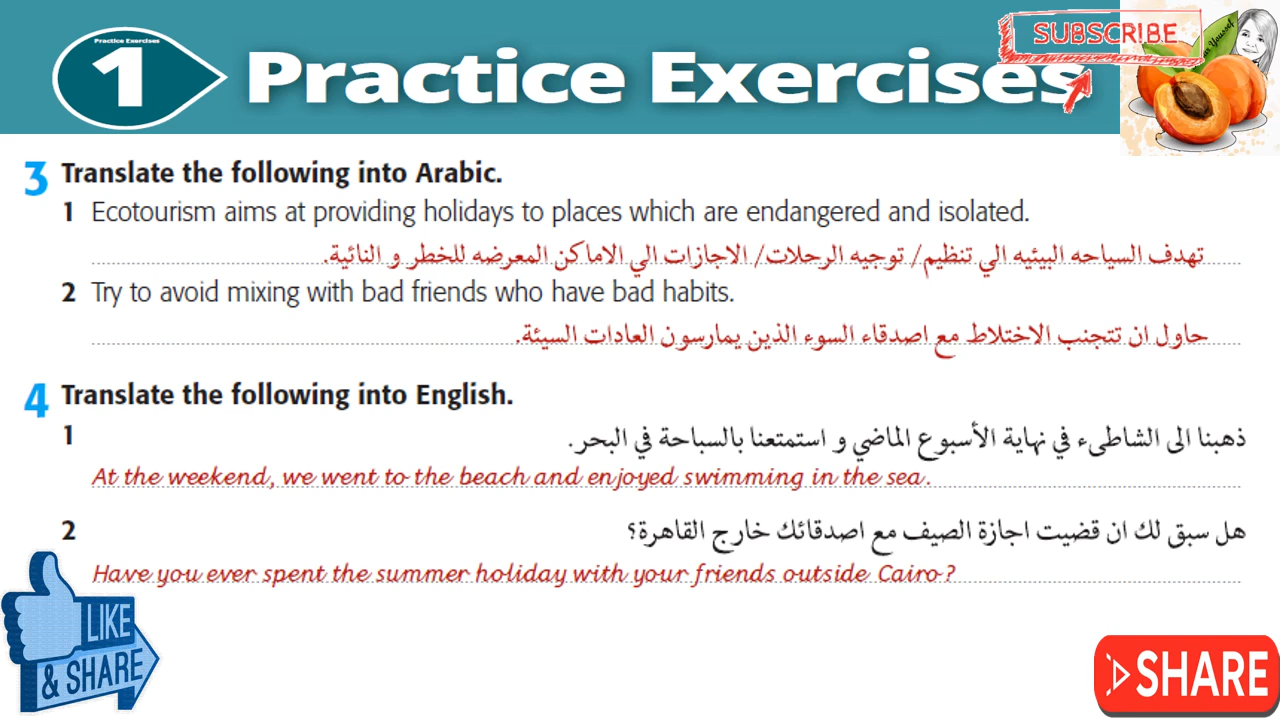 Practice Exercises
1
Practice Exercises
SUBSCRIBE
Youssef
3 Translate the following into Arabic.
1 Ecotourism aims at providing holidays to places which are endangered and isolated.
تهدف السياحه البيئيه الي تنظيم/ توجيه الرحلات/ الاجازات الي الاماكن المعرضه للخطر و النائية.
2 Try to avoid mixing with bad friends who have bad habits.
حاول ان تتجنب الاختلاط مع اصدقاء السوء الذين يمارسون العادات السيئة.
4 Translate the following into English.
1 ذهبنا الى الشاطىء في نهاية الأسبوع الماضي و استمتعنا بالسباحة في البحر .
At the weekend, we went to the beach and enjoyed swimming in the sea.
2 هل سبق لك ان قضيت اجازة الصيف مع اصدقائك خارج القاهرة؟
Have you ever spent the summer holiday with your friends outside Cairo?
LIKE
& SHARE
SHARE